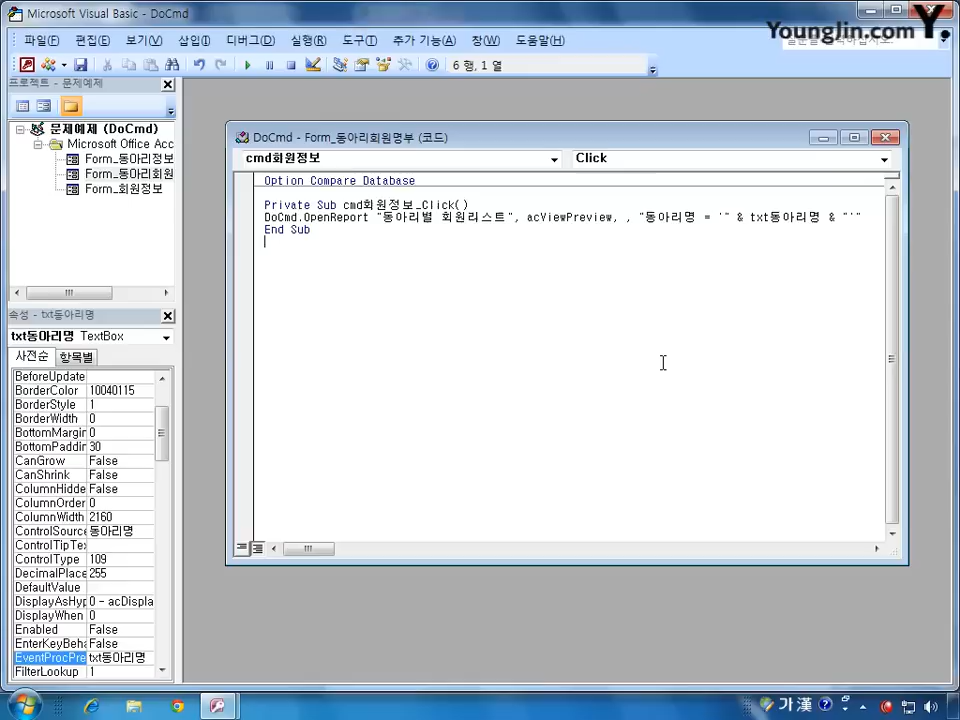 Microsoft Visual Basic - DoCmd
YoungJin.com Y.
파일(F) 편집(E) 보기(V) 삽입(I) 디버그(D) 실행(R) 도구(T) 추가 기능(A) 창(W) 도움말(H)
6 행, 1 열
프로젝트 - 문제예제
문제예제 (DoCmd)
Microsoft Office Acc
Form_동아리정보
Form_동아리회원
Form_회원정보
DoCmd - Form_동아리회원명부 (코드)
cmd회원정보 Click
Option Compare Database
Private Sub cmd회원정보_Click()
DoCmd.OpenReport "동아리별 회원리스트", acViewPreview, , "동아리명 = '" & txt동아리명 & "'"
End Sub
속성 - txt동아리명
txt동아리명 TextBox
사전순 항목별
BeforeUpdate
BorderColor 10040115
BorderStyle 1
BorderWidth 0
BottomMargin 0
BottomPaddin 30
CanGrow False
CanShrink False
ColumnHidde False
ColumnOrder 0
ColumnWidth 2160
ControlSource 동아리명
ControlTipTe
ControlType 109
DecimalPlace 255
DefaultValue
DisplayAsHyp 0 - acDispla
DisplayWhen 0
Enabled False
EnterKeyBeha False
EventProcPre txt동아리명
FilterLookup 1
가 漢